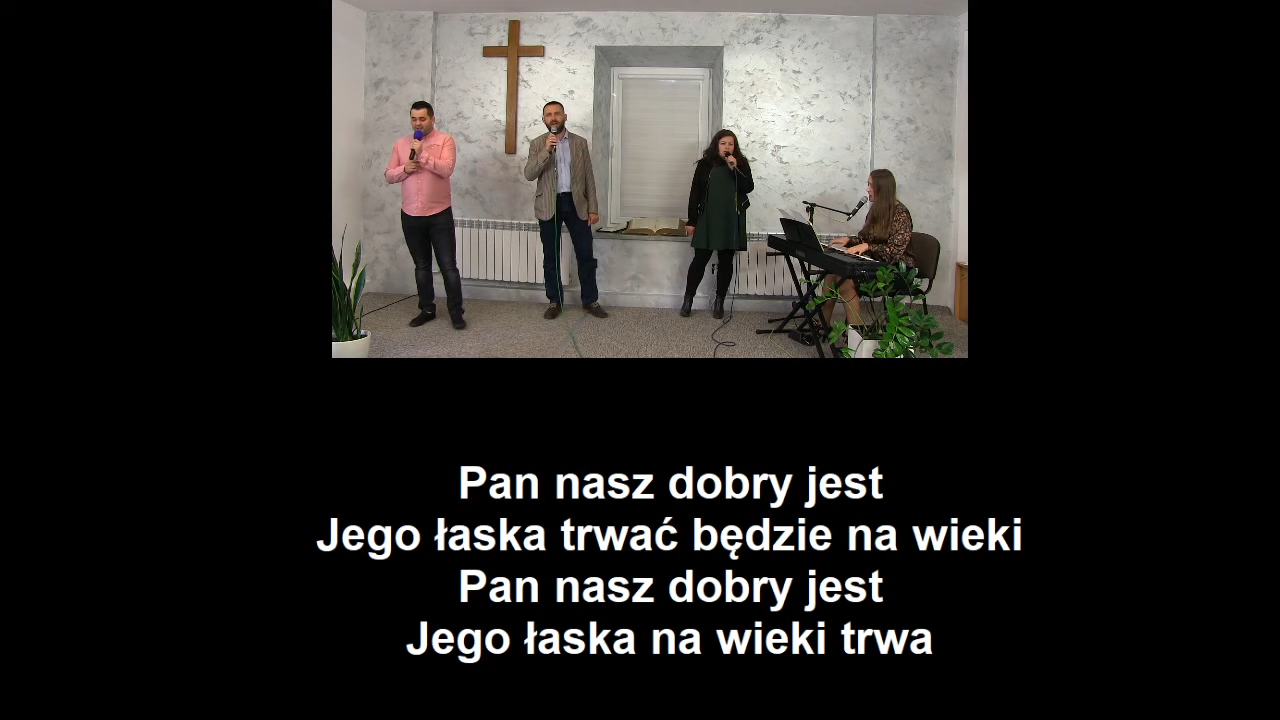 Pan nasz dobry jest
Jego łaska trwać będzie na wieki
Pan nasz dobry jest
Jego łaska na wieki trwa